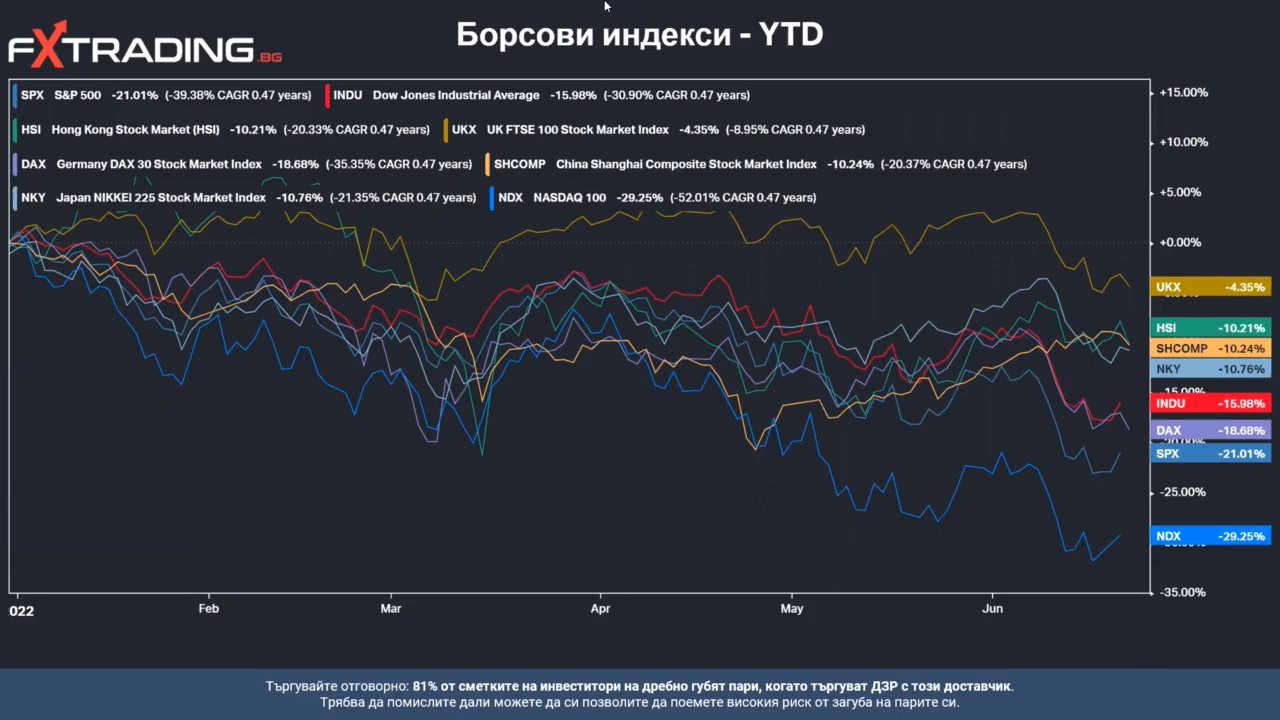 Борсови индекси - YTD
FXTRADING.BG
SPX S&P 500 -21.01% (-39.38% CAGR 0.47 years) INDU Dow Jones Industrial Average -15.98% (-30.90% CAGR 0.47 years)
HSI Hong Kong Stock Market (HSI) -10.21% (-20.33% CAGR 0.47 years) UKX UK FTSE 100 Stock Market Index -4.35% (-8.95% CAGR 0.47 years)
DAX Germany DAX 30 Stock Market Index -18.68% (-35.35% CAGR 0.47 years) SHCOMP China Shanghai Composite Stock Market Index -10.24% (-20.37% CAGR 0.47 years)
NKY Japan NIKKEI 225 Stock Market Index -10.76% (-21.35% CAGR 0.47 years) NDX NASDAQ 100 -29.25% (-52.01% CAGR 0.47 years)
+15.00%
+10.00%
+5.00%
+0.00%
UKX -4.35%
HSI -10.21%
SHCOMP -10.24%
NKY -10.76%
-15.00%
INDU -15.98%
DAX -18.68%
SPX -21.01%
-25.00%
NDX -29.25%
-35.00%
022 Feb Mar Apr May Jun
Търгувайте отговорно: 81% от сметките на инвеститори на дребно губят пари, когато търгуват ДЗР с този доставчик.
Трябва да помислите дали можете да си позволите да поемете високия риск от загуба на парите си.